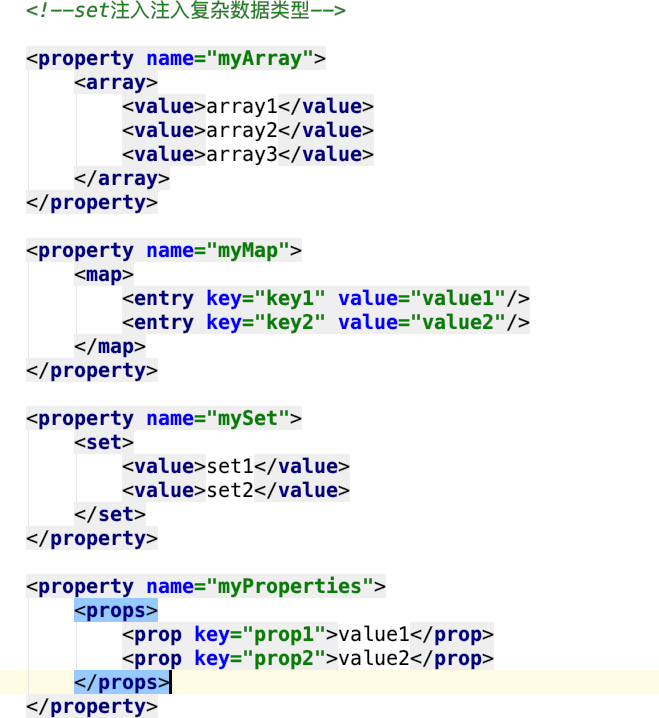 <!--set注入注入复杂数据类型-->
<property name="myArray">
<array>
<value>array1</value>
<value>array2</value>
<value>array3</value>
</array>
</property>
<property name="myMap">
<map>
<entry key="key1" value="value1"/>
<entry key="key2" value="value2"/>
</map>
</property>
<property name="mySet">
<set>
<value>set1</value>
<value>set2</value>
</set>
</property>
<property name="myProperties">
<props>
<prop key="prop1">value1</prop>
<prop key="prop2">value2</prop>
</props>
</property>